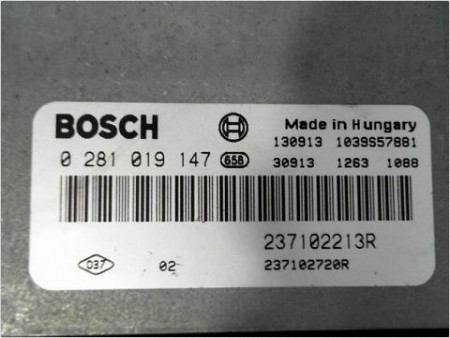 BOSCH
Made in Hungary
130913 1039S57881
0 281 019 147 658
30913 1263 1088
237102213R
037 02
237102720R